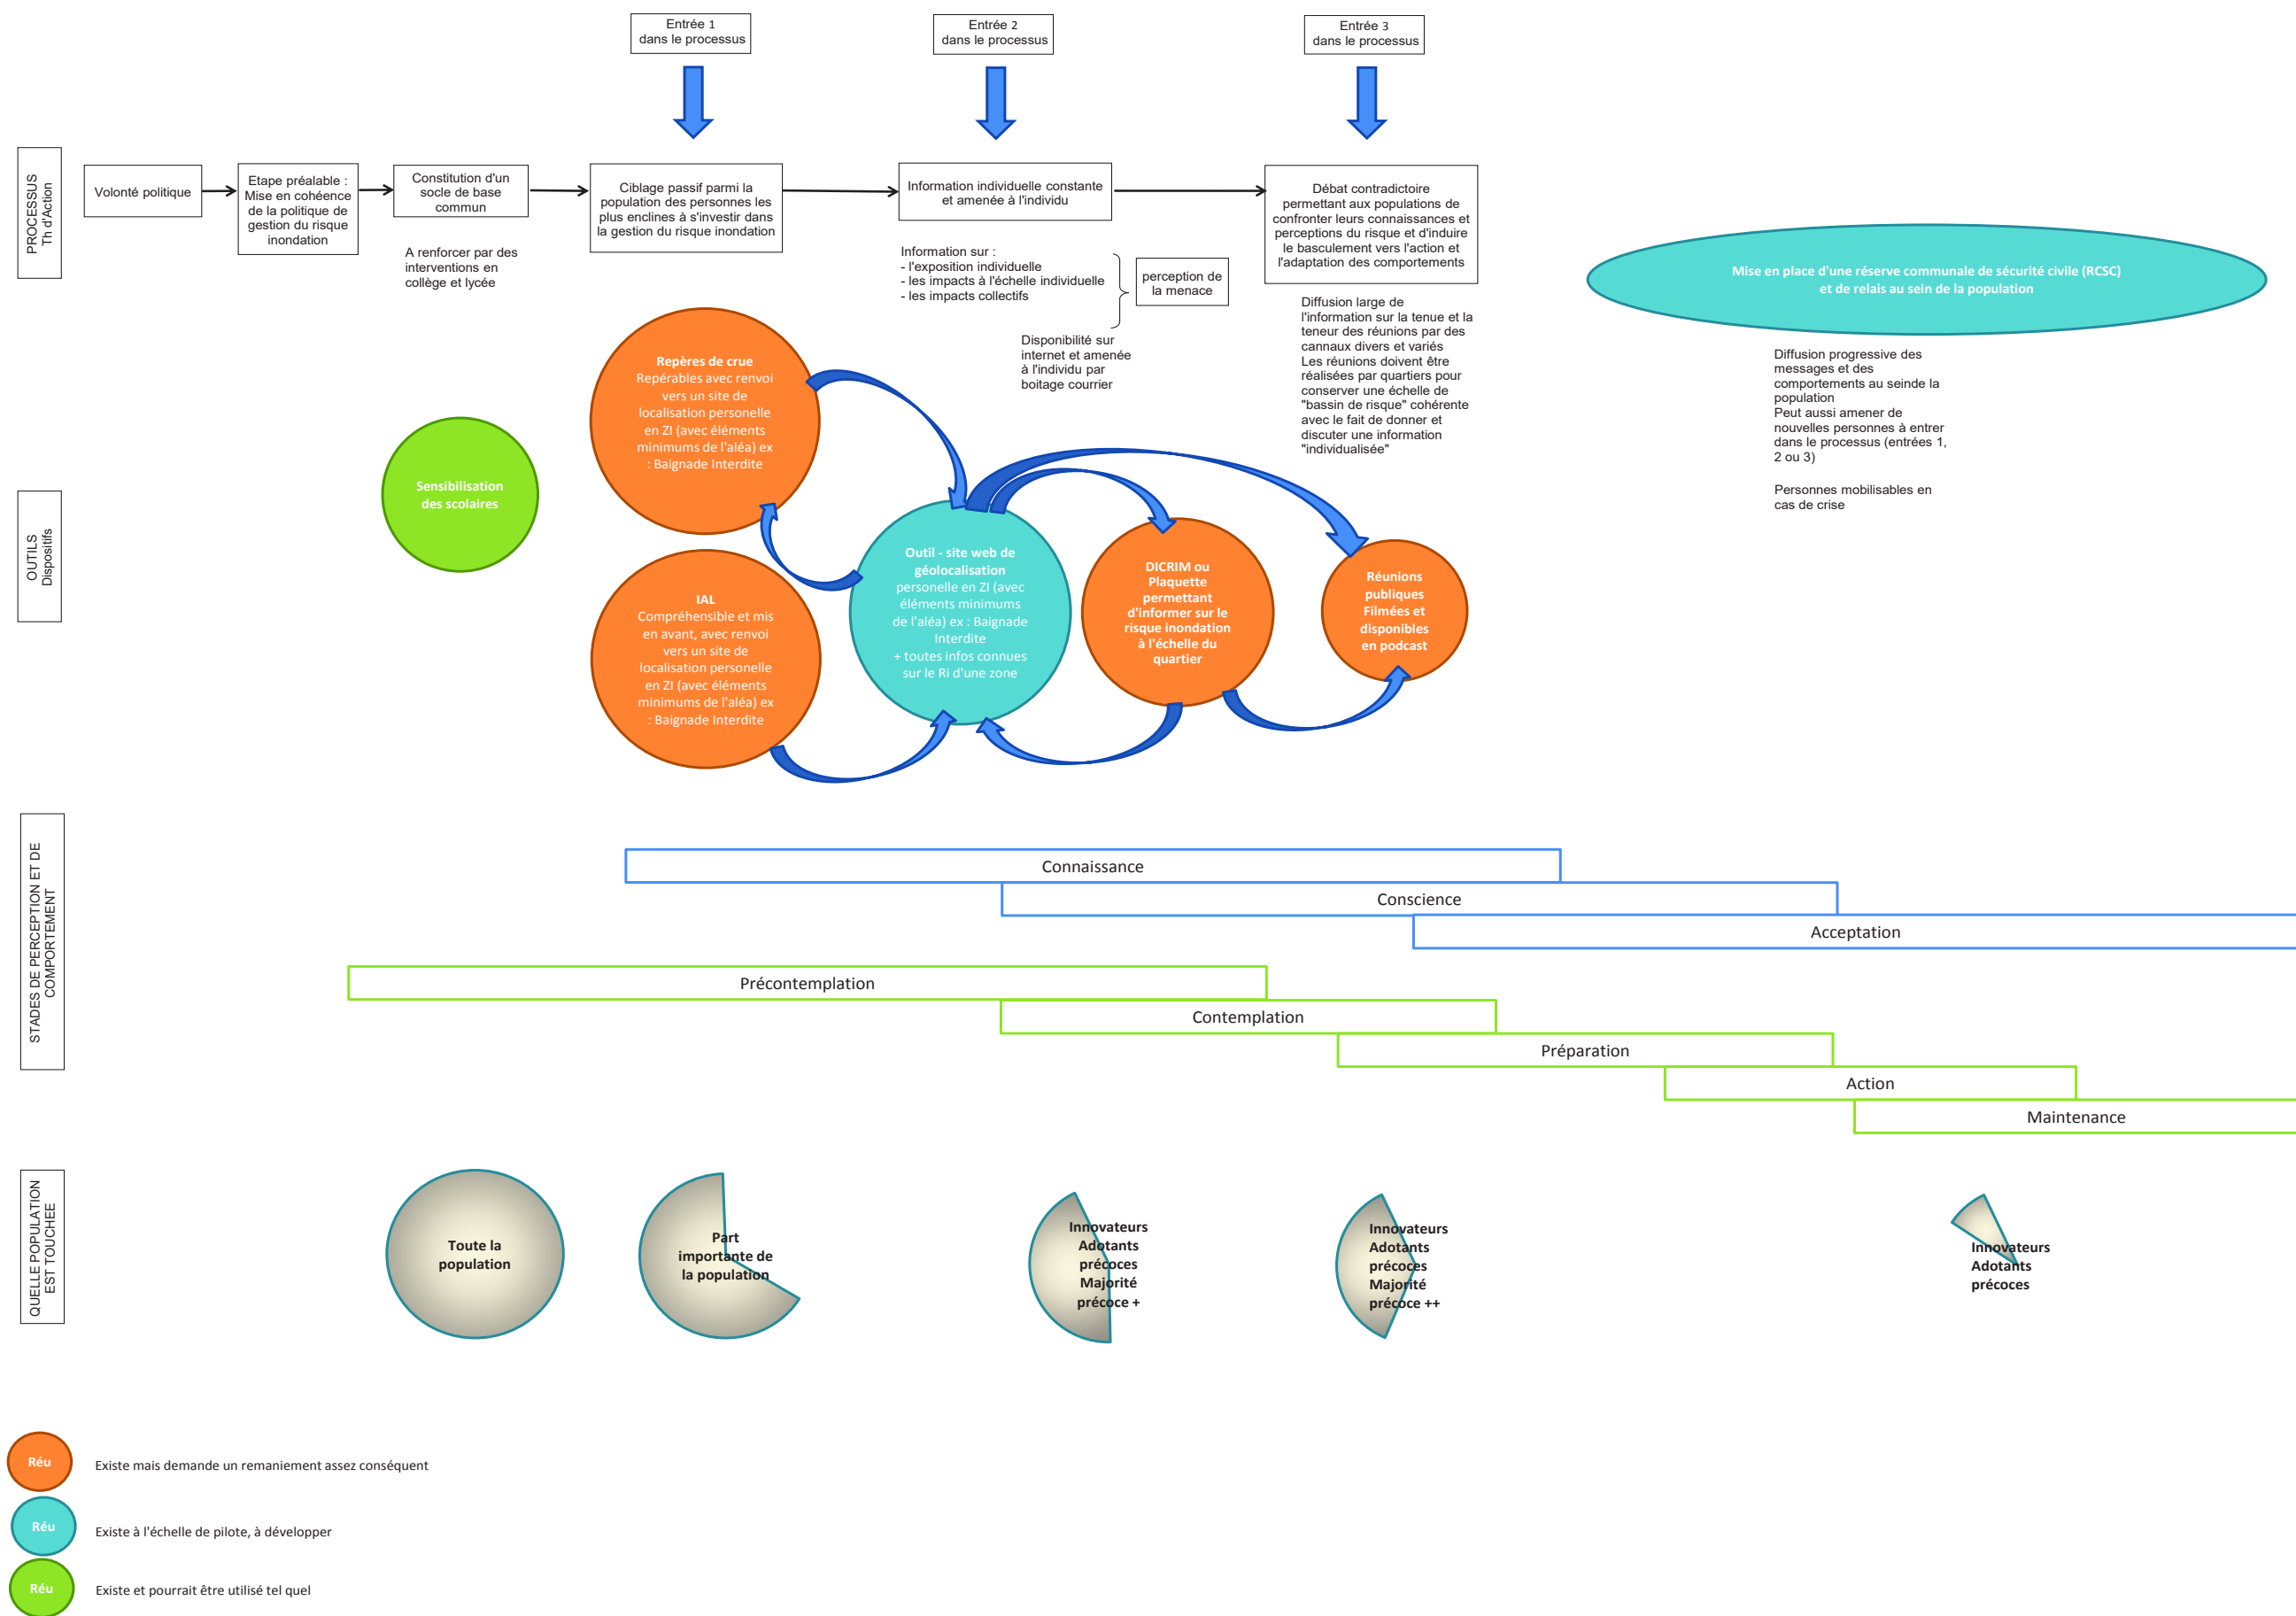 Entrée 1
dans le processus
Entrée 2
dans le processus
Entrée 3
dans le processus
PROCESSUS
Th d'Action
Volonté politique
Etape préalable :
Mise en cohéence
de la politique de
gestion du risque
inondation
Constitution d'un
socle de base
commun
A renforcer par des
interventions en
collège et lycée
Ciblage passif parmi la
population des personnes les
plus enclines à s'investir dans
la gestion du risque inondation
Information individuelle constante
et amenée à l'individu
Information sur :
- l'exposition individuelle
- les impacts à l'échelle individuelle
- les impacts collectifs
perception de
la menace
Disponibilité sur
internet et amenée
à l'individu par
boitage courrier
Débat contradictoire
permettant aux populations de
confronter leurs connaissances et
perceptions du risque et d'induire
le basculement vers l'action et
l'adaptation des comportements
Diffusion large de
l'information sur la tenue et la
teneur des réunions par des
cannaux divers et variés
Les réunions doivent être
réalisées par quartiers pour
conserver une échelle de
"bassin de risque" cohérente
avec le fait de donner et
discuter une information
"individualisée"
Mise en place d'une réserve communale de sécurité civile (RCSC)
et de relais au sein de la population
Diffusion progressive des
messages et des
comportements au seinde la
population
Peut aussi amener de
nouvelles personnes à entrer
dans le processus (entrées 1,
2 ou 3)
Personnes mobilisables en
cas de crise
OUTILS
Dispositifs
Sensibilisation
des scolaires
Repères de crue
Repérables avec renvoi
vers un site de
localisation personelle
en ZI (avec éléments
minimums de l'aléa) ex
: Baignade Interdite
IAL
Compréhensible et mis
en avant, avec renvoi
vers un site de
localisation personelle
en ZI (avec éléments
minimums de l'aléa) ex
: Baignade Interdite
Outil - site web de
géolocalisation
personelle en ZI (avec
éléments minimums
de l'aléa) ex : Baignade
Interdite
+ toutes infos connues
sur le Ri d'une zone
DICRIM ou
Plaquette
permettant
d'informer sur le
risque inondation
à l'échelle du
quartier
Réunions
publiques
Filmées et
disponibles
en podcast
STADES DE PERCEPTION ET DE
COMPORTEMENT
Connaissance
Conscience
Acceptation
Précontemplation
Contemplation
Préparation
Action
Maintenance
QUELLE POPULATION
EST TOUCHEE
Toute la
population
Part
importante de
la population
Innovateurs
Adotants
précoces
Majorité
précoce +
Innovateurs
Adotants
précoces
Majorité
précoce ++
Innovateurs
Adotants
précoces
Réu
Existe mais demande un remaniement assez conséquent
Réu
Existe à l'échelle de pilote, à développer
Réu
Existe et pourrait être utilisé tel quel